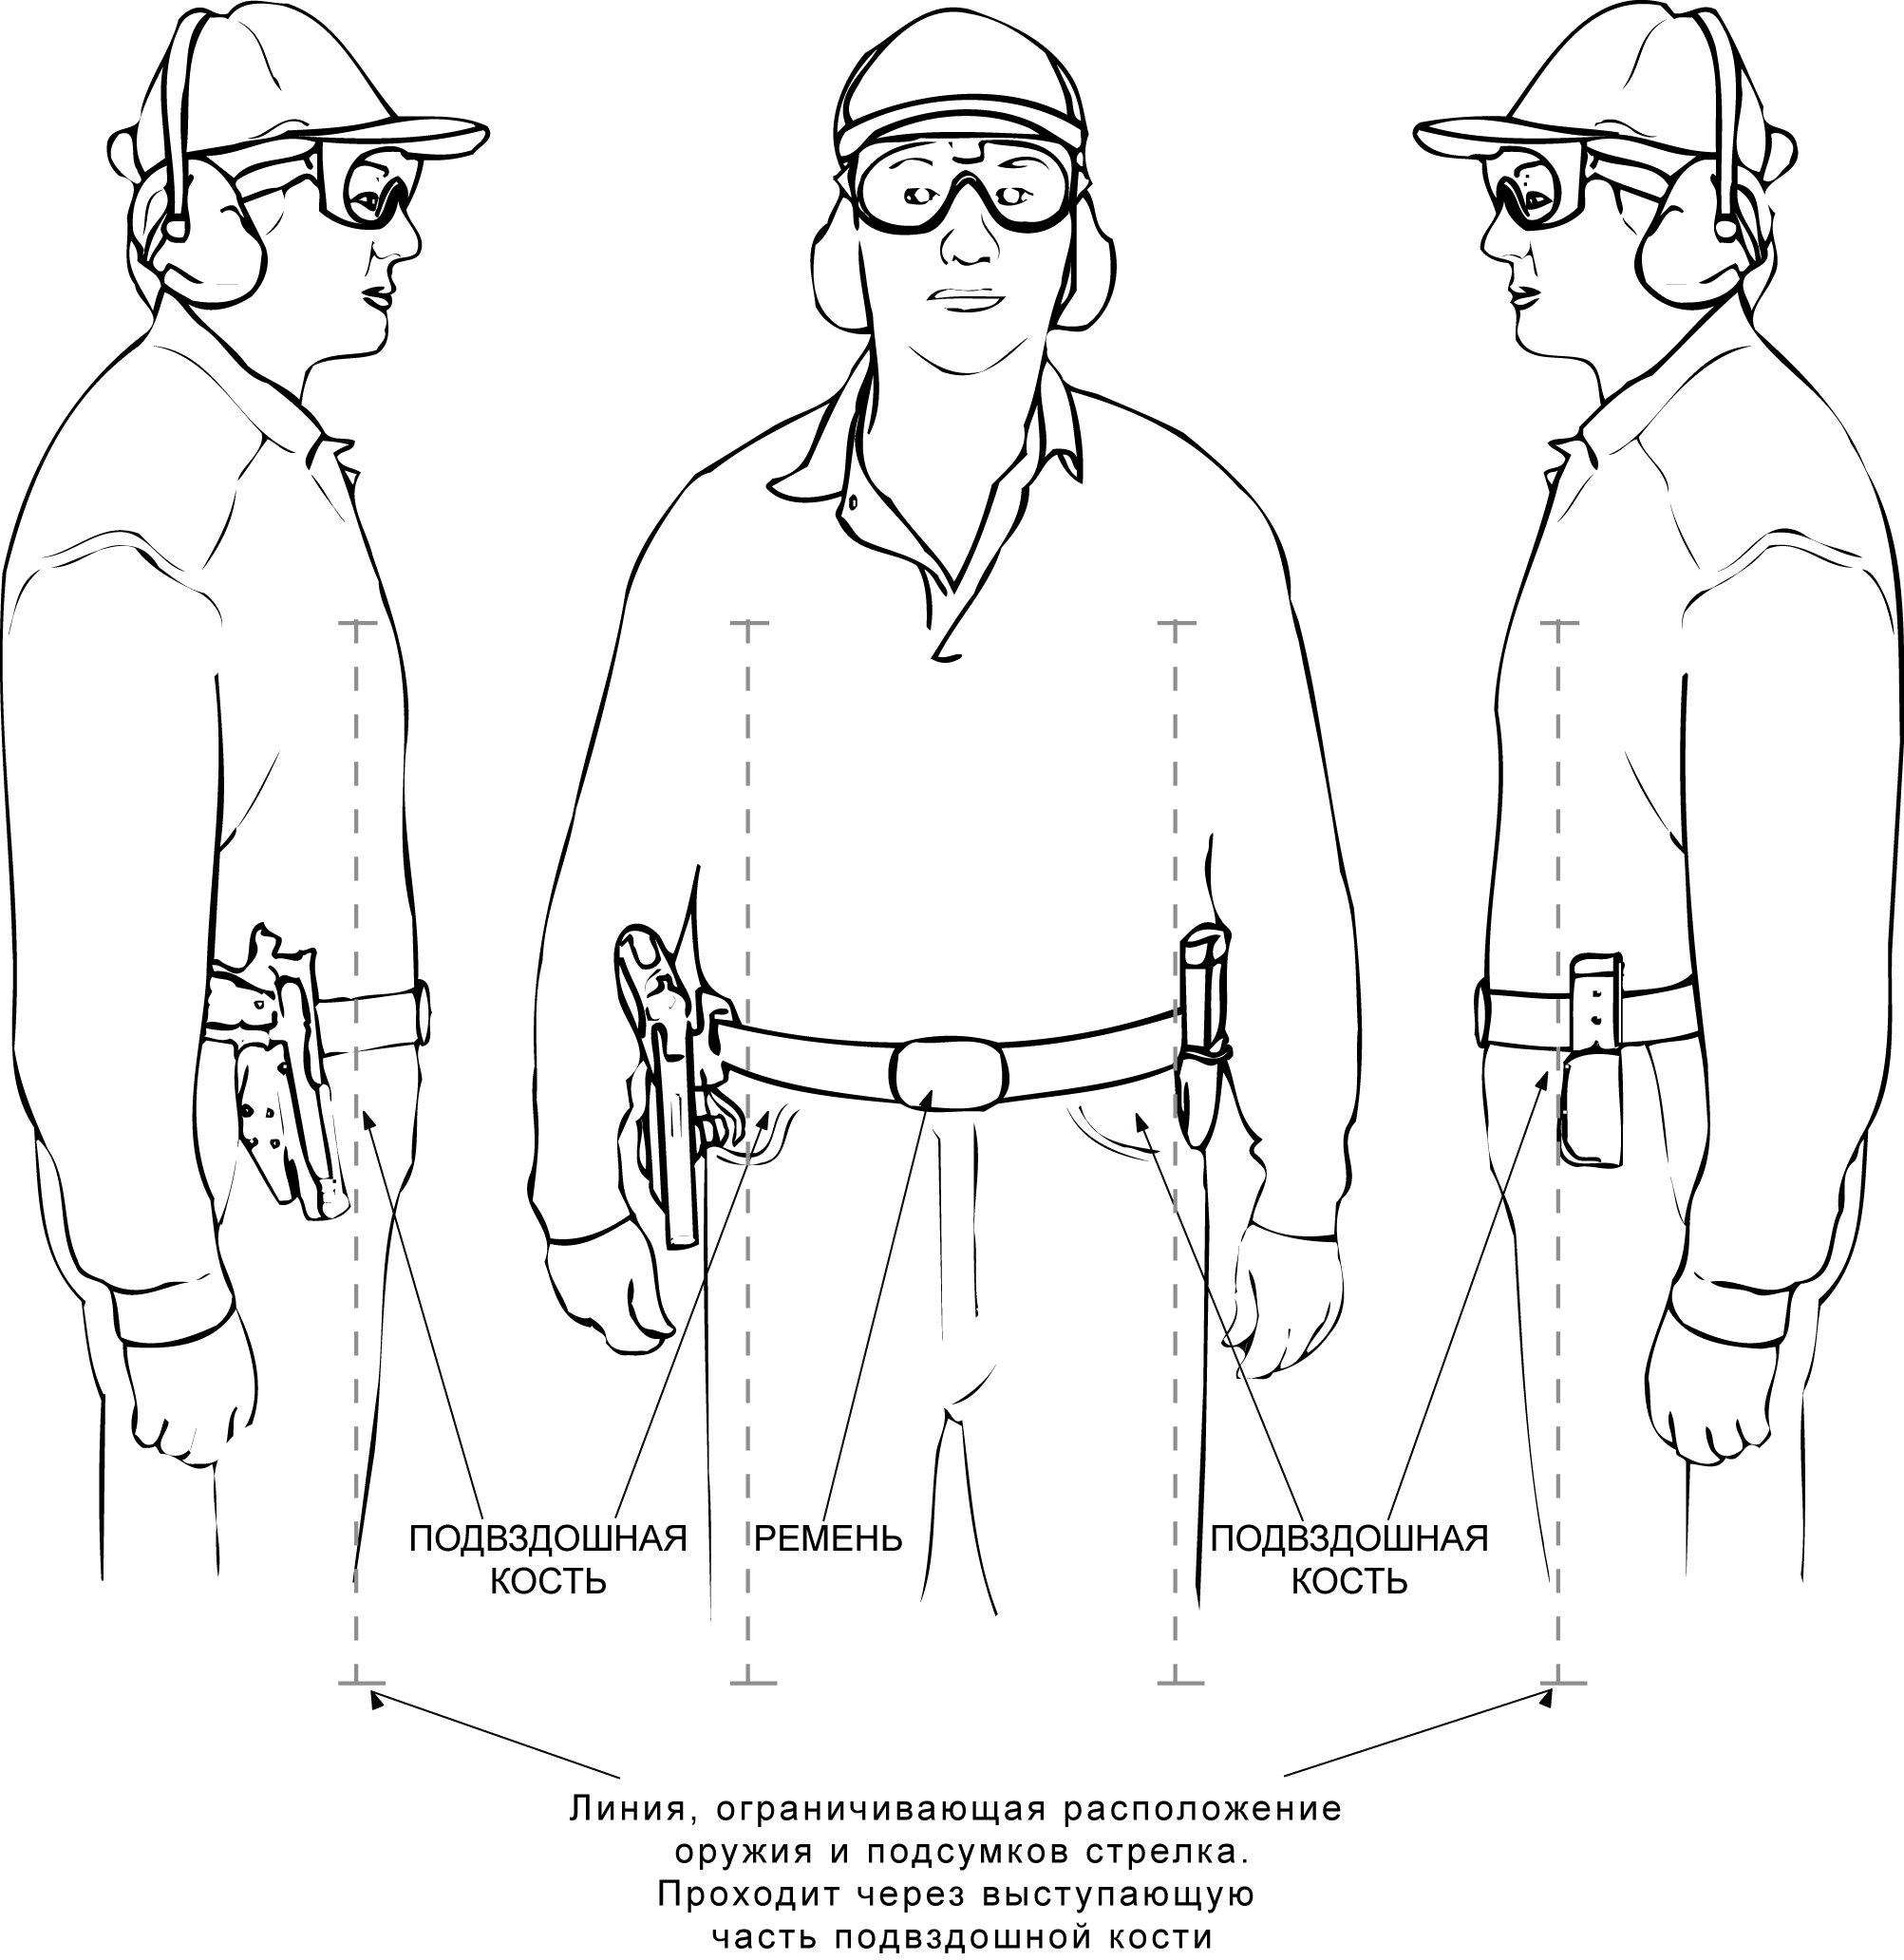 ПОДВЗДОШНАЯ
КОСТЬ
РЕМЕНЬ
ПОДВЗДОШНАЯ
КОСТЬ
Линия, ограничивающая расположение
оружия и подсумков стрелка.
Проходит через выступающую
часть подвздошной кости